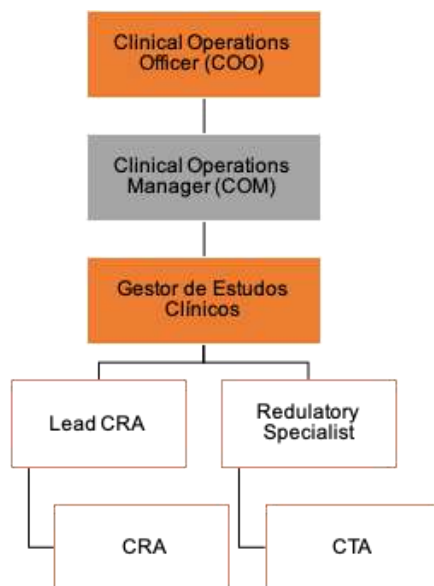 Clinical Operations
Officer (COO)
Clinical Operations
Manager (COM)
Gestor de Estudos
Clínicos
Lead CRA
Redulatory
Specialist
CRA
CTA